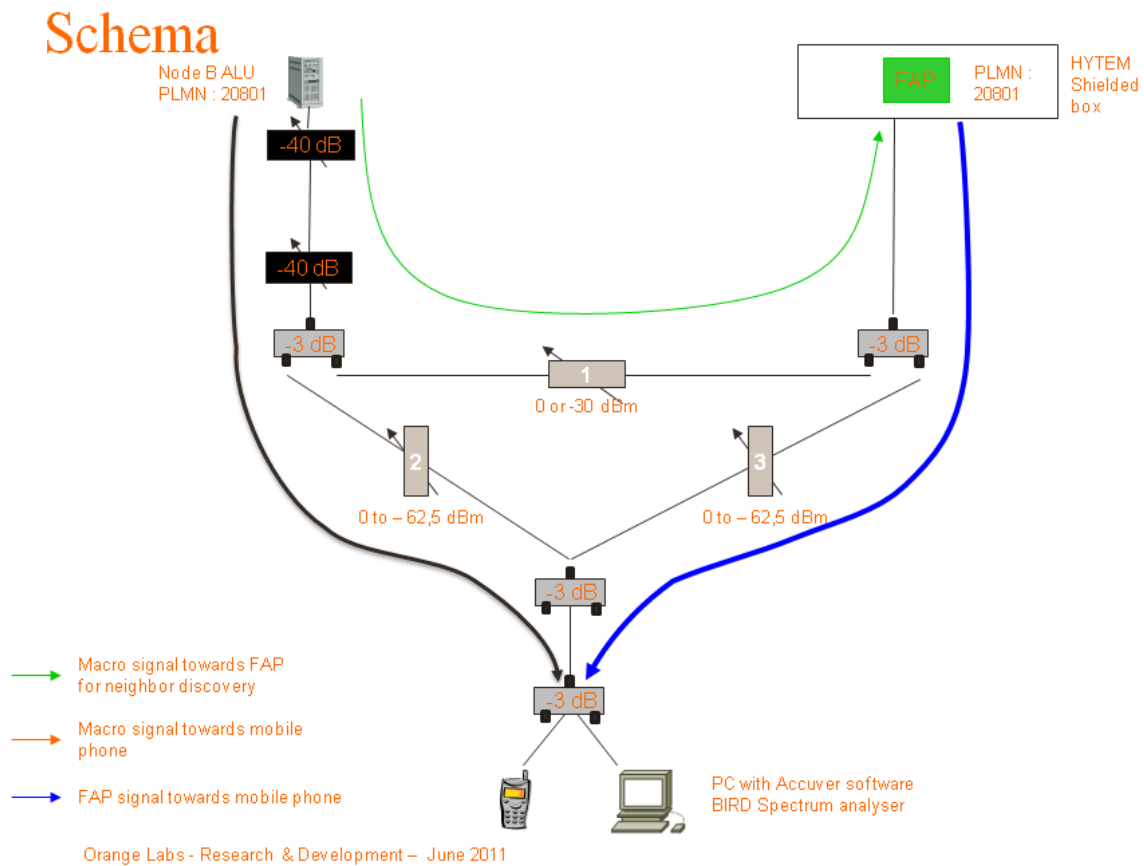 Schema
Node B ALU
PLMN : 20801
FAP
PLMN :
20801
HYTEM
Shielded
box
-40 dB
-40 dB
-3 dB
-3 dB
1
0 or -30 dBm
2
3
0 to – 62,5 dBm
0 to – 62,5 dBm
-3 dB
-3 dB
Macro signal towards FAP
for neighbor discovery
Macro signal towards mobile
phone
FAP signal towards mobile phone
PC with Accuver software
BIRD Spectrum analyser
Orange Labs - Research & Development – June 2011